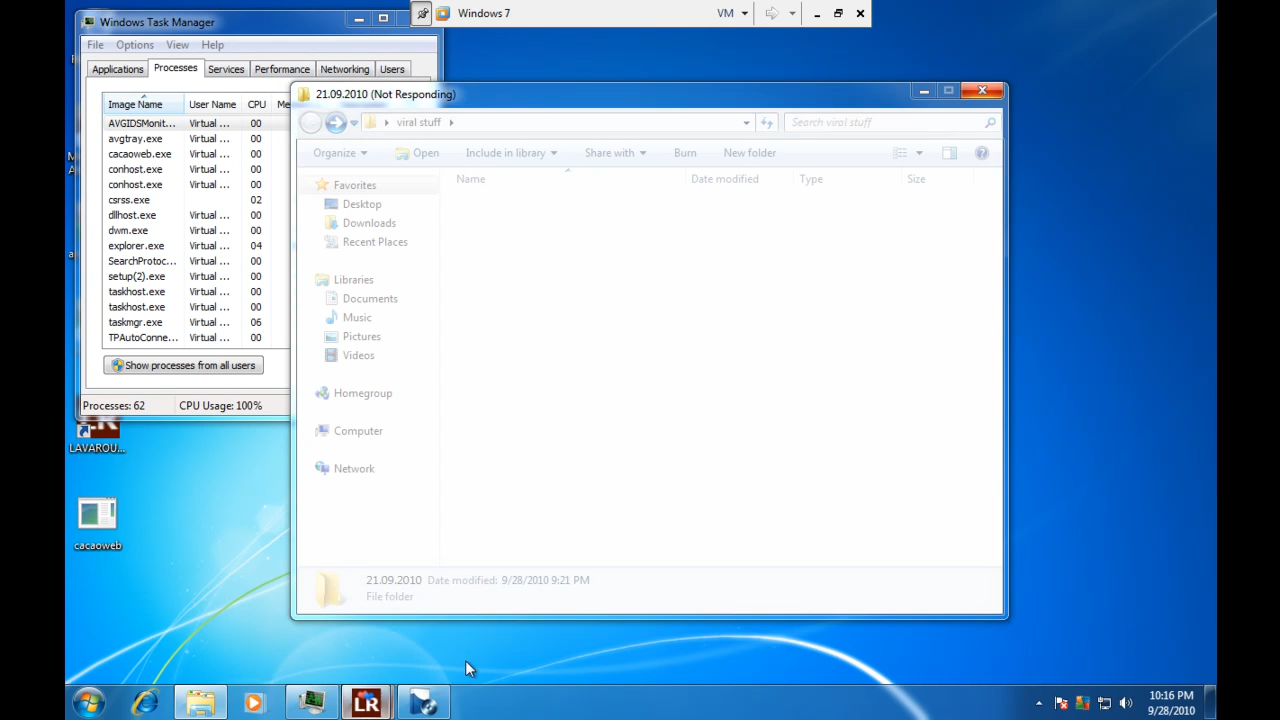 Windows 7
VM
Windows Task Manager
File Options View Help
Applications Processes Services Performance Networking Users
Image Name User Name CPU Me
AVGIDSMonit... Virtual ... 00
avgtray.exe Virtual ... 00
cacaoweb.exe Virtual ... 00
conhost.exe Virtual ... 00
conhost.exe Virtual ... 00
csrss.exe 02
dllhost.exe Virtual ... 00
dwm.exe Virtual ... 00
explorer.exe Virtual ... 04
SearchProtoc... Virtual ... 00
setup(2).exe Virtual ... 00
taskhost.exe Virtual ... 00
taskhost.exe Virtual ... 00
taskmgr.exe Virtual ... 06
TPAutoConne... Virtual ... 00
Show processes from all users
Processes: 62 CPU Usage: 100%
21.09.2010 (Not Responding)
viral stuff
Search viral stuff
Organize Open Include in library Share with Burn New folder
Name Date modified Type Size
Favorites
Desktop
Downloads
Recent Places
Libraries
Documents
Music
Pictures
Videos
Homegroup
Computer
Network
21.09.2010 Date modified: 9/28/2010 9:21 PM
File folder
LAVAROU...
cacaoweb
LR
10:16 PM
9/28/2010